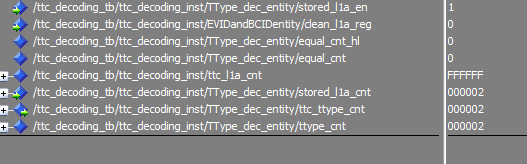 /ttc_decoding_tb/ttc_decoding_inst/TType_dec_entity/stored_l1a_en 1
/ttc_decoding_tb/ttc_decoding_inst/EVIDandBCIDentity/clean_l1a_reg 0
/ttc_decoding_tb/ttc_decoding_inst/TType_dec_entity/equal_cnt_hl 0
/ttc_decoding_tb/ttc_decoding_inst/TType_dec_entity/equal_cnt 0
/ttc_decoding_tb/ttc_decoding_inst/ttc_l1a_cnt FFFFFF
/ttc_decoding_tb/ttc_decoding_inst/TType_dec_entity/stored_l1a_cnt 000002
/ttc_decoding_tb/ttc_decoding_inst/TType_dec_entity/ttc_ttype_cnt 000002
/ttc_decoding_tb/ttc_decoding_inst/TType_dec_entity/ttype_cnt 000002